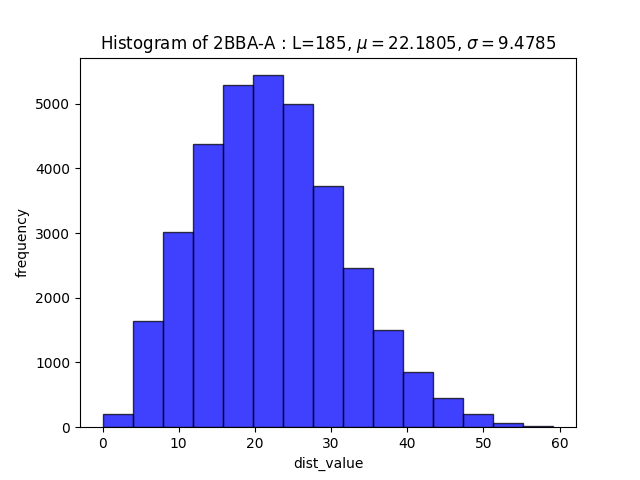 Histogram of 2BBA-A : L=185, μ = 22.1805, σ = 9.4785
5000
4000
3000
2000
1000
0
frequency
0 10 20 30 40 50 60
dist_value